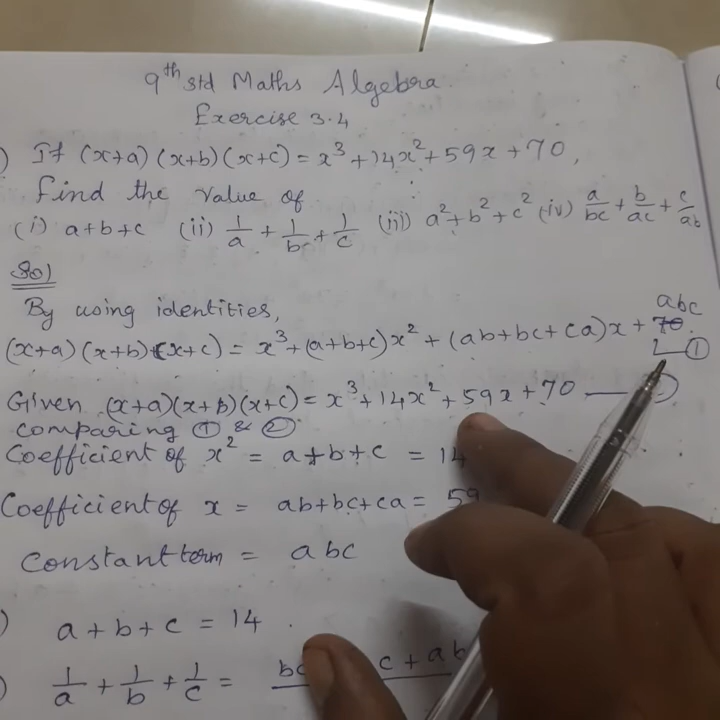 9th std Maths Algebra
Exercise 3.4
) If (x+a)(x+b)(x+c) = x³+14x²+59x+70,
find the value of
(i) a+b+c (ii) 1/a + 1/b + 1/c (iii) a²+b²+c² (iv) a/bc + b/ac + c/ab
Sol
By using identities,
abc
(x+a)(x+b)(x+c) = x³+(a+b+c)x²+(ab+bc+ca)x+70. —①
Given (x+a)(x+b)(x+c) = x³+14x²+59x+70 —
comparing ① & ②
Coefficient of x² = a+b+c = 14
Coefficient of x = ab+bc+ca = 59
Constant term = abc
) a+b+c = 14.
) 1/a + 1/b + 1/c = bc c+ab